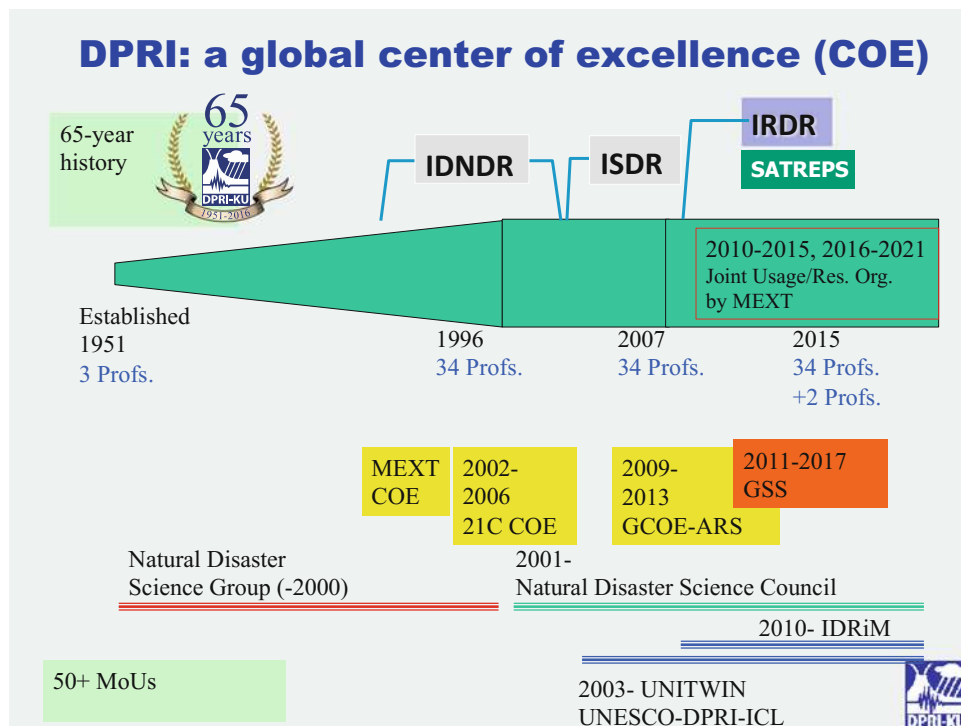 DPRI: a global center of excellence (COE)
65-year
history
65
years
DPRI-KU
1951-2016
IDNDR
ISDR
IRDR
SATREPS
2010-2015, 2016-2021
Joint Usage/Res. Org.
by MEXT
Established
1951
3 Profs.
1996
34 Profs.
2007
34 Profs.
2015
34 Profs.
+2 Profs.
MEXT
COE
2002-
2006
21C COE
2009-
2013
GCOE-ARS
2011-2017
GSS
Natural Disaster
Science Group (-2000)
2001-
Natural Disaster Science Council
2010- IDRiM
50+ MoUs
2003- UNITWIN
UNESCO-DPRI-ICL
DPRI-KU